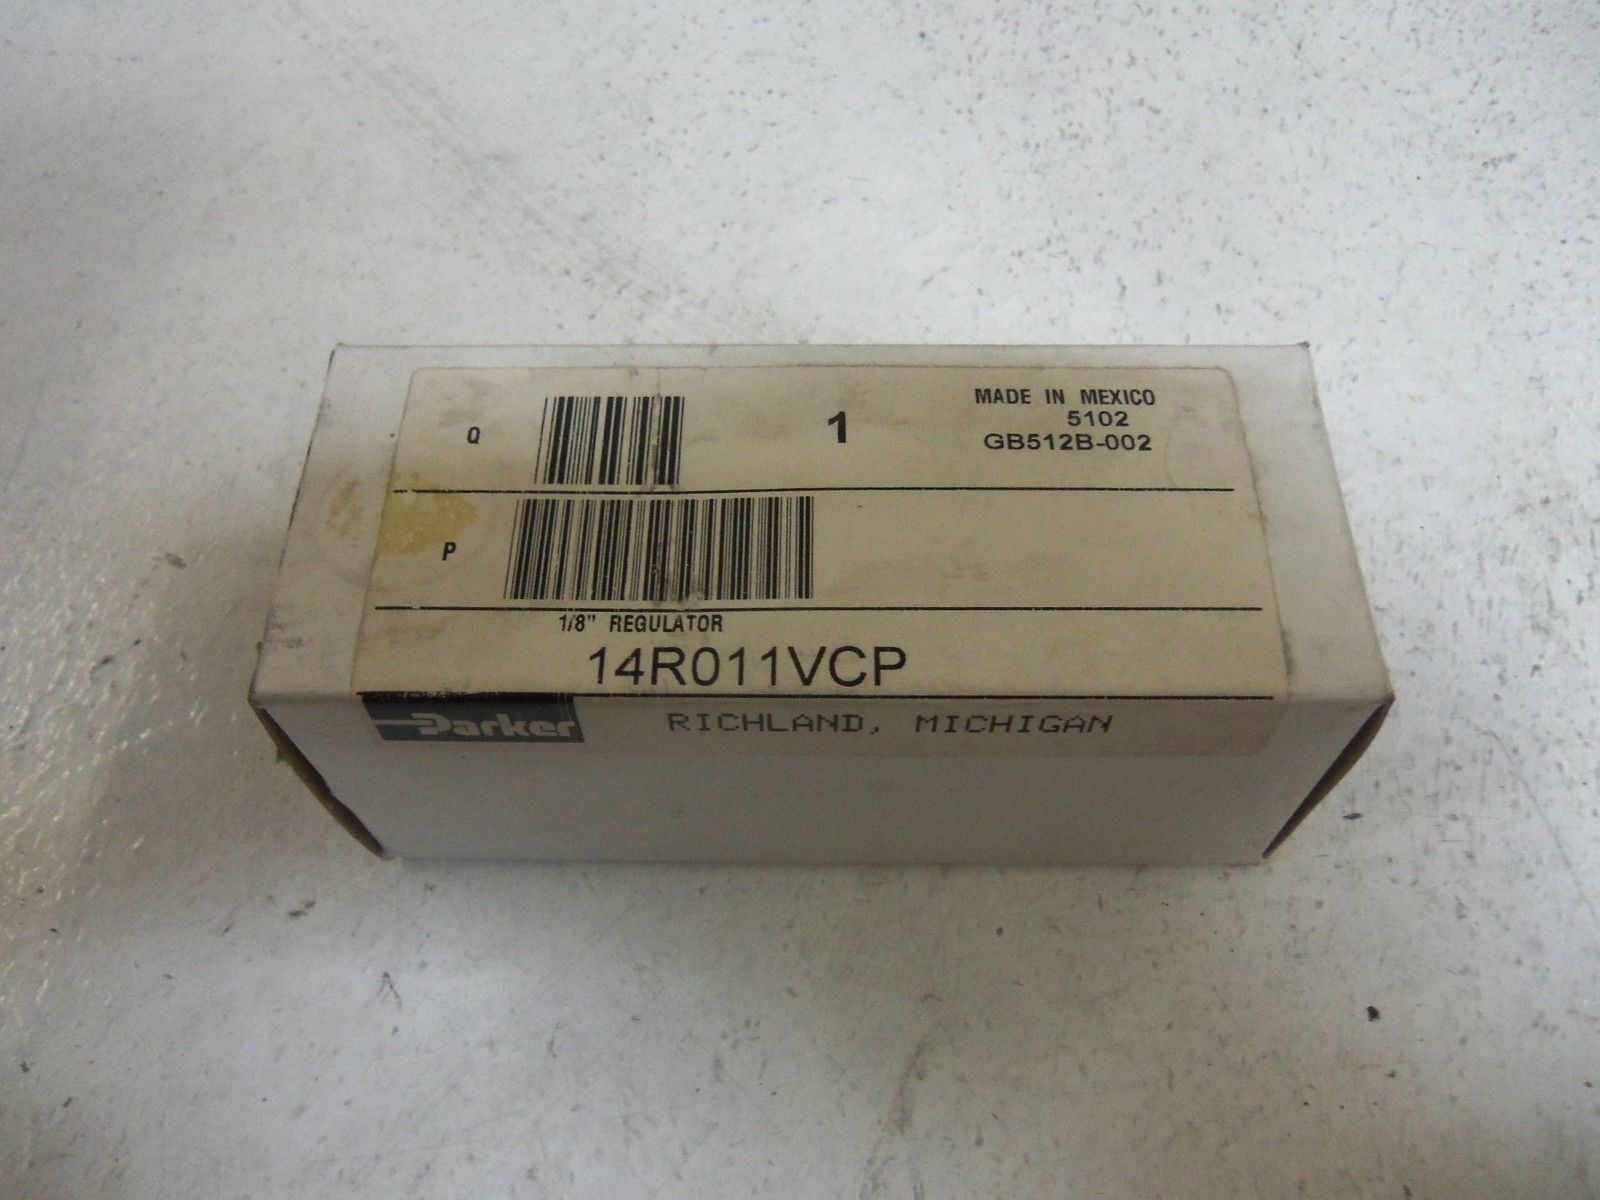 Q
1
MADE IN MEXICO
5102
GB512B-002
P
1/8" REGULATOR
14R011VCP
Parker
RICHLAND, MICHIGAN